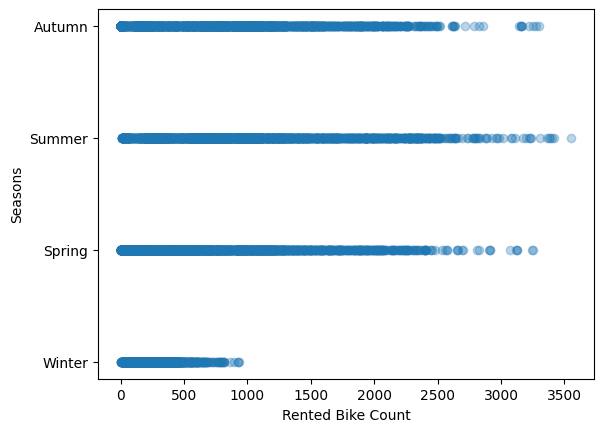 Autumn
Summer
Spring
Winter
Seasons
0 500 1000 1500 2000 2500 3000 3500
Rented Bike Count